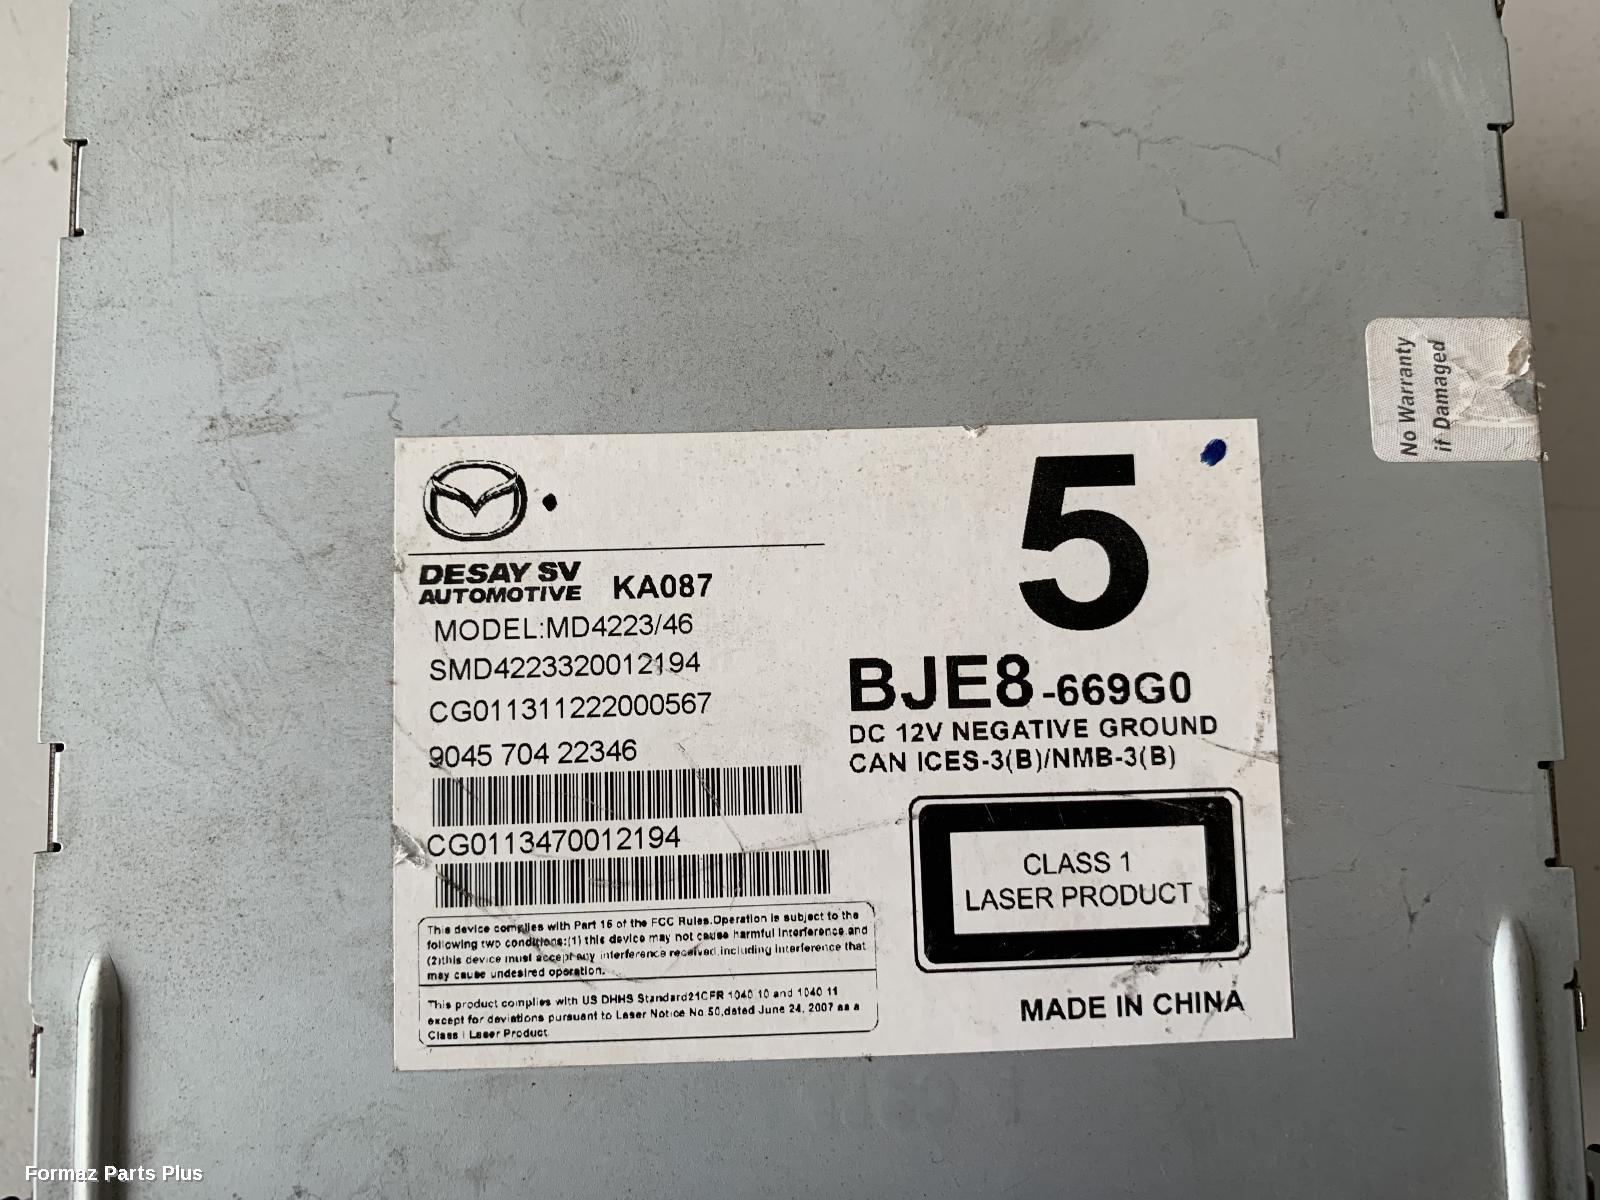 No Warranty
if Damaged
5
DESAY SV
AUTOMOTIVE
KA087
MODEL:MD4223/46
SMD4223320012194
CG011311222000567
9045 704 22346
CG0113470012194
BJE8-669G0
DC 12V NEGATIVE GROUND
CAN ICES-3(B)/NMB-3(B)
CLASS 1
LASER PRODUCT
This device complies with Part 15 of the FCC Rules.Operation is subject to the
following two conditions:(1) this device may not cause harmful interference,and
(2)this device must accept any interference received,including interference that
may cause undesired operation.
This product complies with US DHHS Standard21CFR 1040 10 and 1040 11
except for deviations pursuant to Laser Notice No 50,dated June 24, 2007 as a
Class I Laser Product
MADE IN CHINA
Formaz Parts Plus